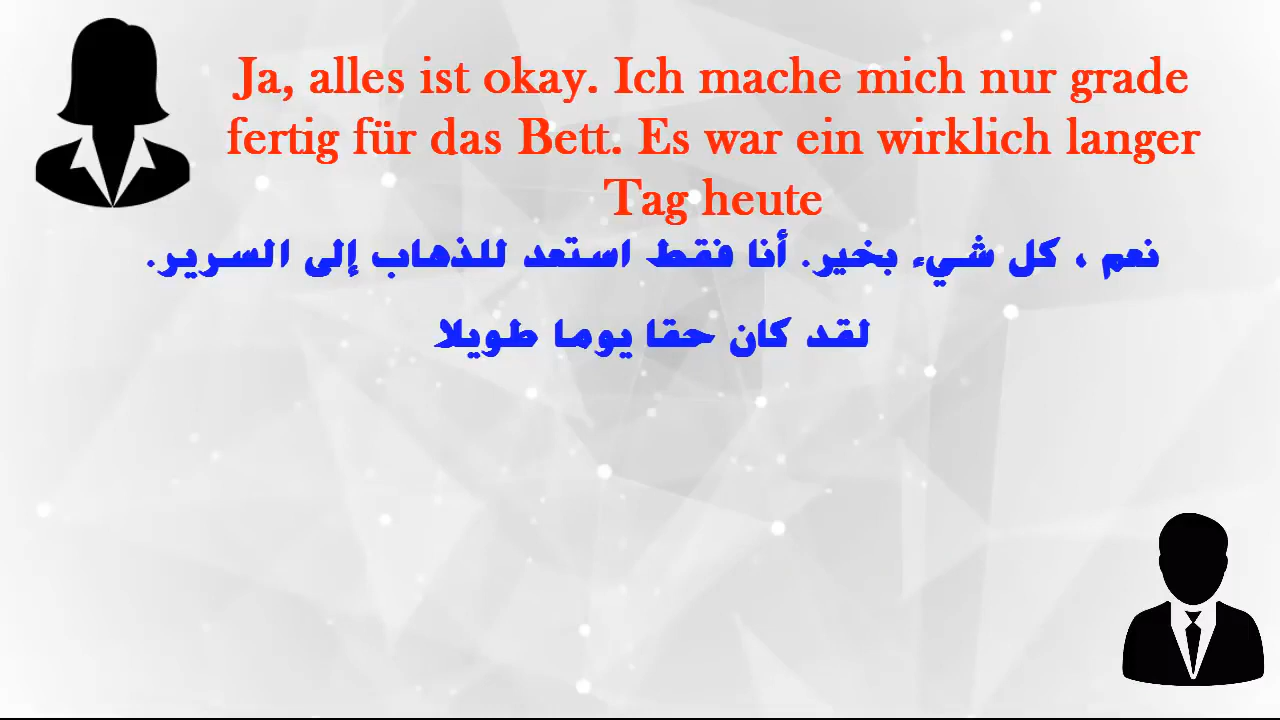 Ja, alles ist okay. Ich mache mich nur grade
fertig für das Bett. Es war ein wirklich langer
Tag heute
نعم ، كل شيء بخير. أنا فقط استعد للذهاب إلى السرير.
لقد كان حقا يوما طويلا